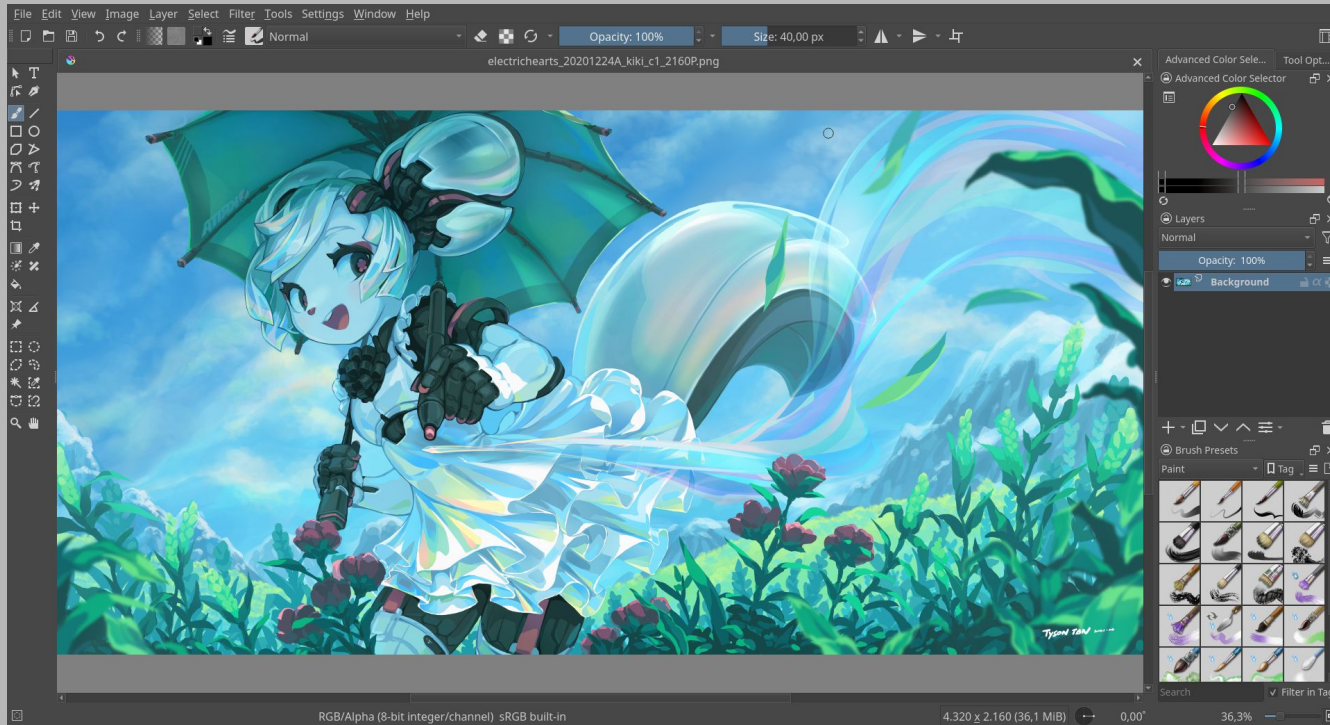 File Edit View Image Layer Select Filter Tools Settings Window Help
Normal
Opacity: 100%
Size: 40,00 px
electrichearts_20201224A_kiki_c1_2160P.png
Advanced Color Sele... Tool Opt...
Advanced Color Selector
Layers
Normal
Opacity: 100%
Background
Brush Presets
Paint
Tag
TYSON TAN
Search
Filter in Tag
RGB/Alpha (8-bit integer/channel) sRGB built-in
4.320 x 2.160 (36,1 MiB)
0,00°
36,3%